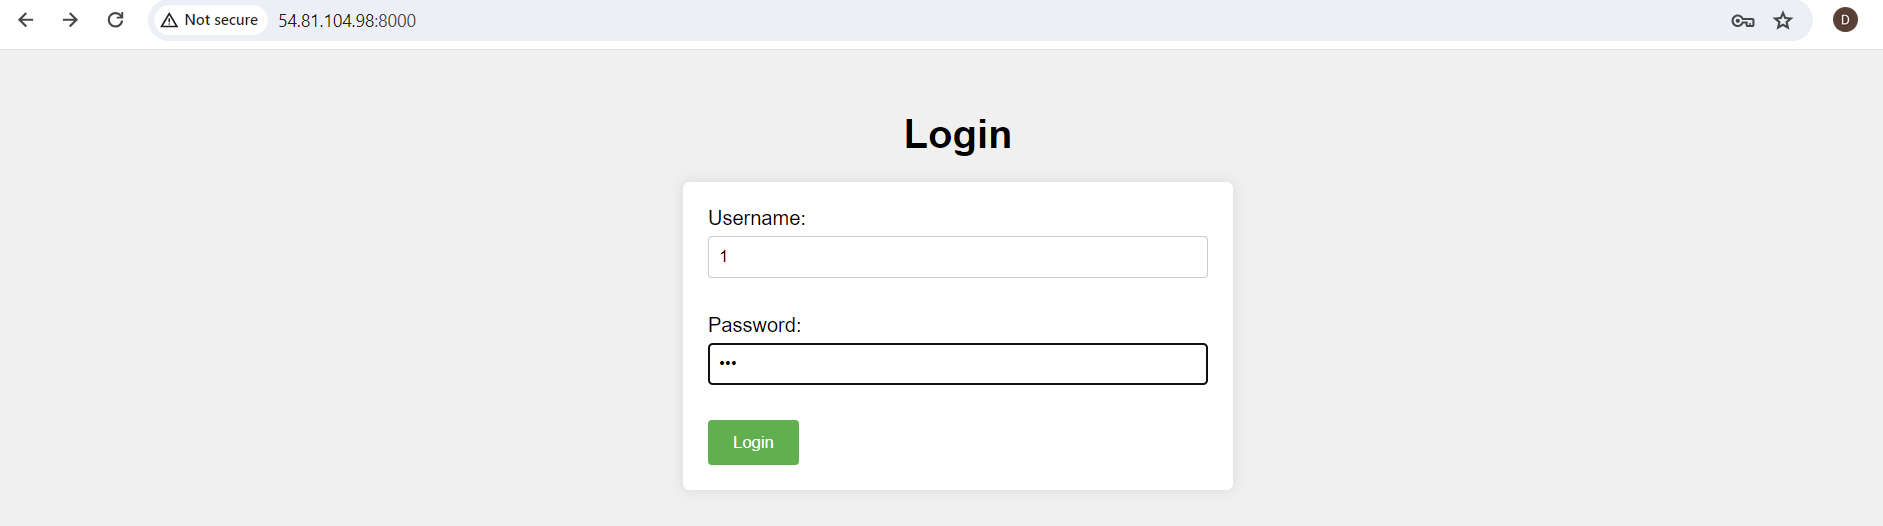 Not secure 54.81.104.98:8000
D
Login
Username:
1
Password:
•••
Login